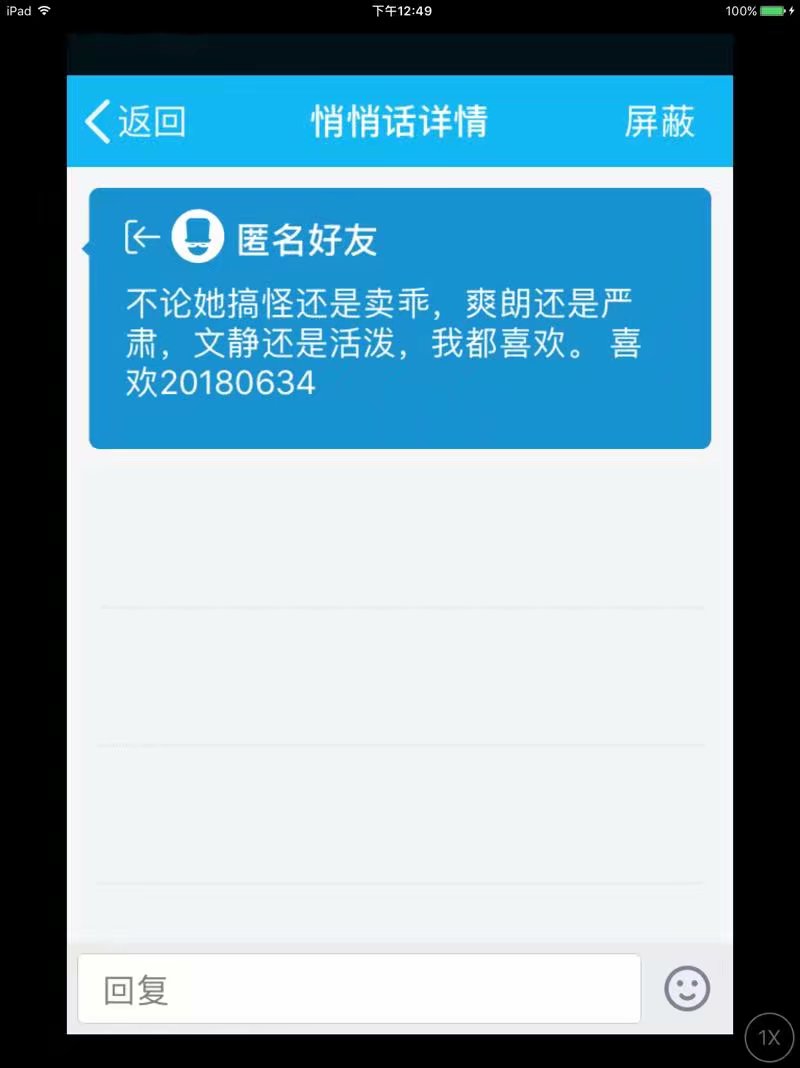 iPad 下午12:49 100%
返回 悄悄话详情 屏蔽
匿名好友
不论她搞怪还是卖乖，爽朗还是严
肃，文静还是活泼，我都喜欢。 喜
欢20180634
回复
1X